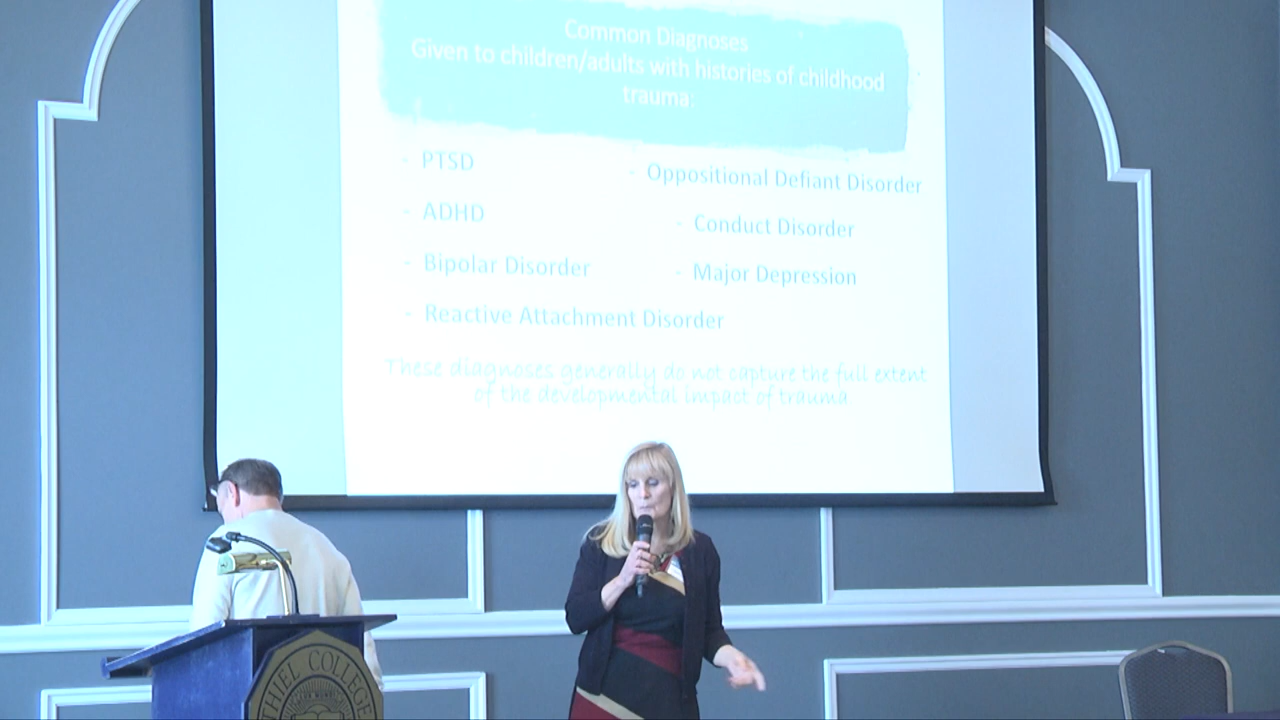 Common Diagnoses
Given to children/adults with histories of childhood
trauma:
- PTSD
- ADHD
- Bipolar Disorder
- Reactive Attachment Disorder
- Oppositional Defiant Disorder
- Conduct Disorder
- Major Depression
These diagnoses generally do not capture the full extent
of the developmental impact of trauma
THIEL COLLEGE